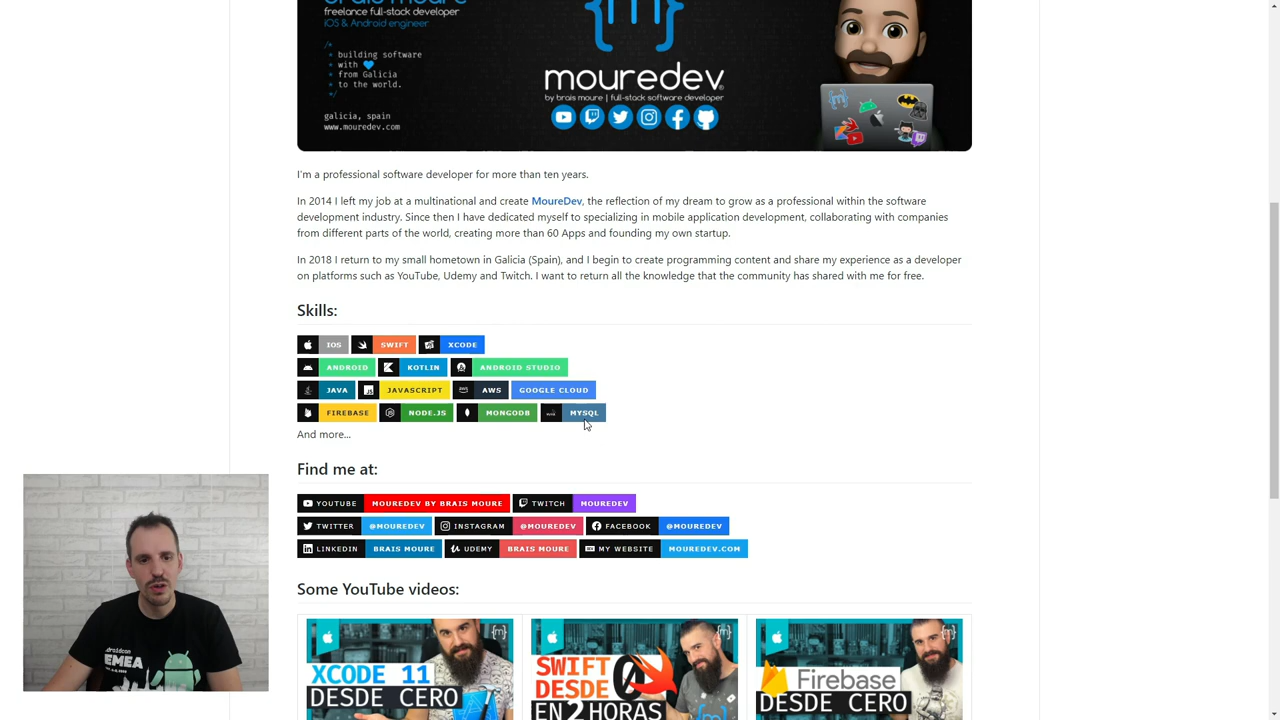 brais moure
freelance full-stack developer
iOS & Android engineer
/*
* building software
* with
* from Galicia
* to the world.
*/
galicia, spain
www.mouredev.com
{m}
mouredev
by brais moure | full-stack software developer
I'm a professional software developer for more than ten years.
In 2014 I left my job at a multinational and create MoureDev, the reflection of my dream to grow as a professional within the software
development industry. Since then I have dedicated myself to specializing in mobile application development, collaborating with companies
from different parts of the world, creating more than 60 Apps and founding my own startup.
In 2018 I return to my small hometown in Galicia (Spain), and I begin to create programming content and share my experience as a developer
on platforms such as YouTube, Udemy and Twitch. I want to return all the knowledge that the community has shared with me for free.
Skills:
IOS SWIFT XCODE
ANDROID KOTLIN ANDROID STUDIO
JAVA JS JAVASCRIPT aws AWS GOOGLE CLOUD
FIREBASE NODE.JS MONGODB MYSQL
And more...
Find me at:
YOUTUBE MOUREDEV BY BRAIS MOURE TWITCH MOUREDEV
TWITTER @MOUREDEV INSTAGRAM @MOUREDEV FACEBOOK @MOUREDEV
LINKEDIN BRAIS MOURE UDEMY BRAIS MOURE MY WEBSITE MOUREDEV.COM
Some YouTube videos:
{m}
XCODE 11
DESDE CERO
{m}
SWIFT
DESDE 0
EN 2 HORAS
{m}
Firebase
DESDE CERO
EMEA